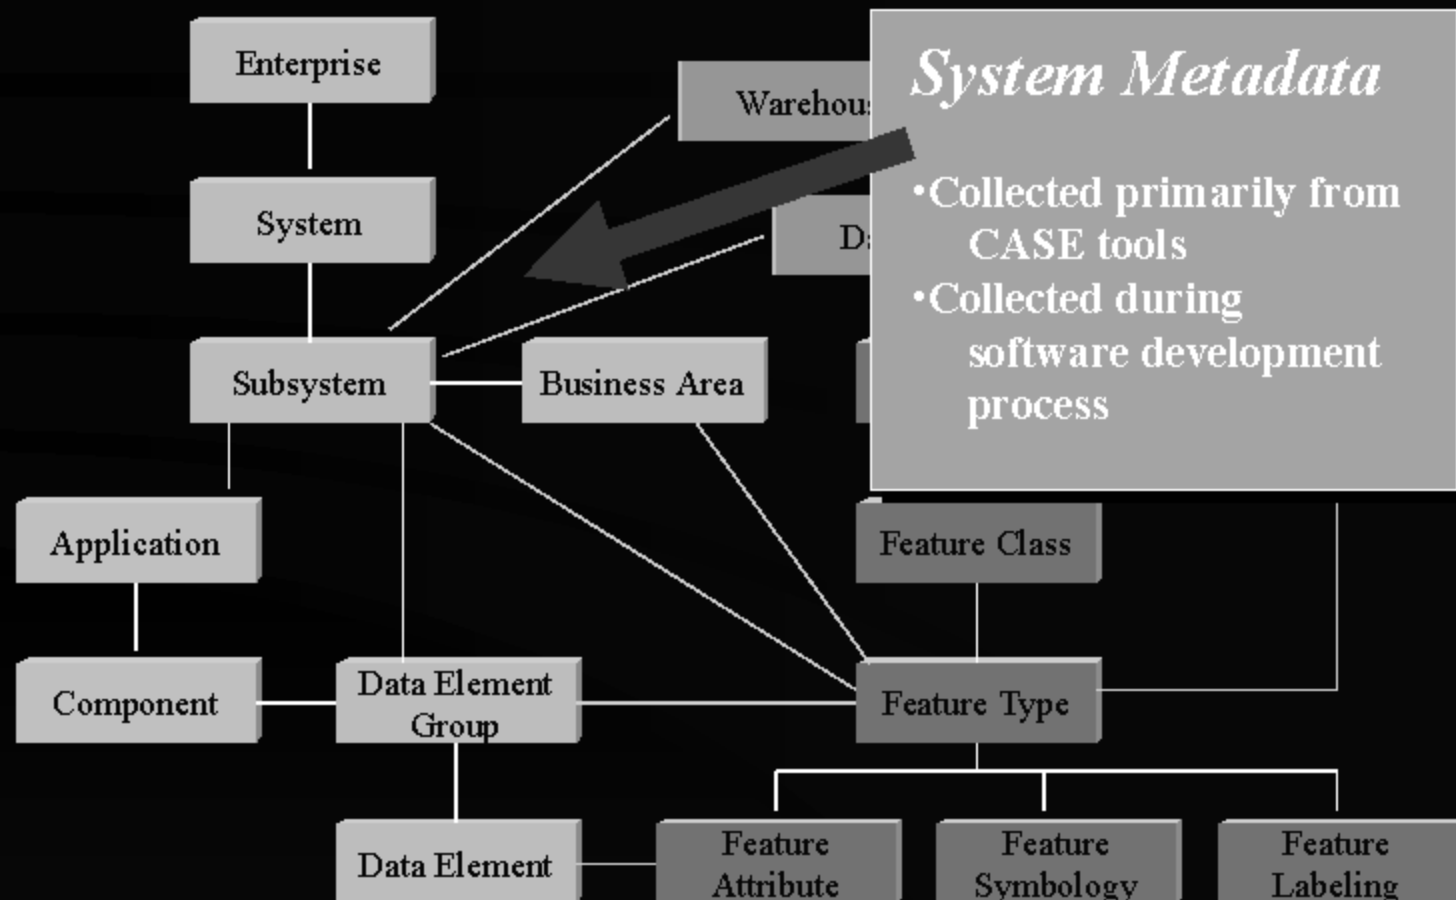 Enterprise
System Metadata
•Collected primarily from
CASE tools
•Collected during
software development
process
System
Subsystem
Business Area
Application
Feature Class
Component
Data Element
Group
Feature Type
Data Element
Feature
Attribute
Feature
Symbology
Feature
Labeling